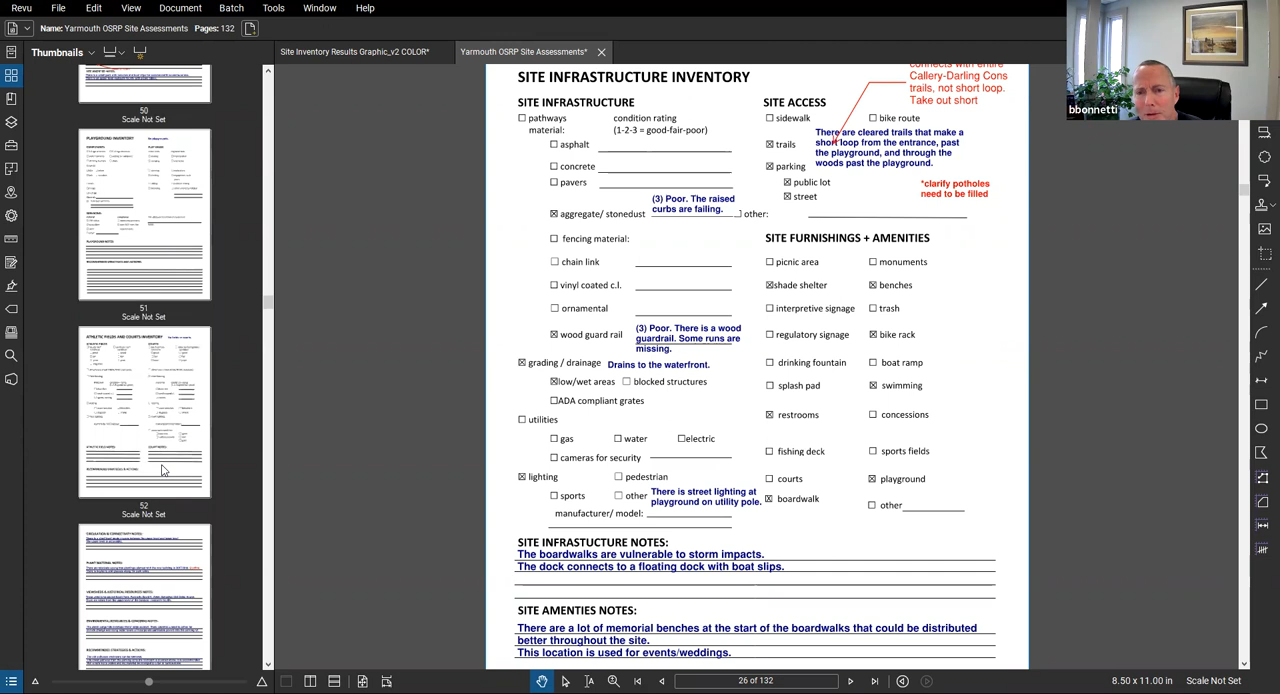 Revu File Edit View Document Batch Tools Window Help
Name: Yarmouth OSRP Site Assessments* Pages: 132
Thumbnails
Site Inventory Results Graphic_v2 COLOR*
Yarmouth OSRP Site Assessments*
bbonnetti
50
Scale Not Set
PLAYGROUND INVENTORY
51
Scale Not Set
ATHLETIC FIELDS AND COURTS INVENTORY
52
Scale Not Set
SITE INFRASTRUCTURE INVENTORY
connects with entire
Callery-Darling Cons
trails, not short loop.
Take out short
SITE INFRASTRUCTURE
pathways condition rating
material: (1-2-3 = good-fair-poor)
asphalt
concrete
pavers
(3) Poor. The raised
curbs are failing.
aggregate/ stonedust
fencing material:
chain link
vinyl coated c.l.
ornamental
wood guard rail
(3) Poor. There is a wood
guardrail. Some runs are
missing.
grading / drainage Drains to the waterfront.
low/wet areas blocked structures
ADA compliant grates
utilities
gas water electric
cameras for security
lighting pedestrian
sports other
There is street lighting at
playground on utility pole.
manufacturer/ model:
SITE ACCESS
sidewalk bike route
trails
There are cleared trails that make a
short loop from the entrance, past
the playground, and through the
woods past the playground.
parking
public lot
street
*clarify potholes
need to be filled
other:
SITE FURNISHINGS + AMENITIES
picnic area monuments
shade shelter benches
interpretive signage trash
regulatory signage bike rack
drinking fountain boat ramp
splash pad swimming
restrooms concessions
fishing deck sports fields
courts playground
boardwalk other
SITE INFRASTUCTURE NOTES:
The boardwalks are vulnerable to storm impacts.
The dock connects to a floating dock with boat slips.
SITE AMENTIES NOTES:
There are a lot of memorial benches at the start of the boardwalks that could be distributed
better throughout the site.
This location is used for events/weddings.
26 of 132
8.50 x 11.00 in Scale Not Set